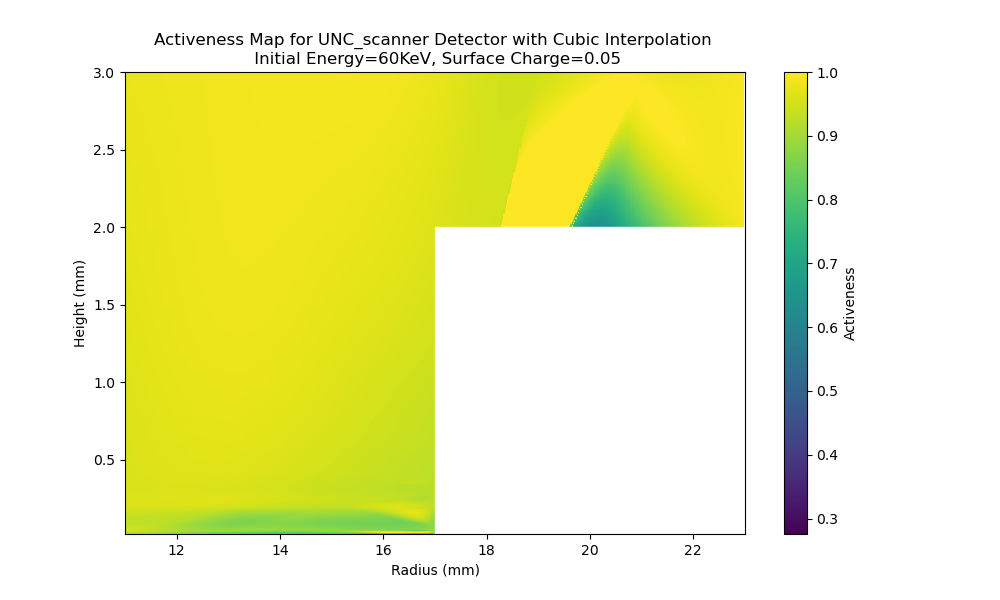 Activeness Map for UNC_scanner Detector with Cubic Interpolation
Initial Energy=60KeV, Surface Charge=0.05
3.0
2.5
2.0
1.5
1.0
0.5
Height (mm)
12 14 16 18 20 22
Radius (mm)
1.0
0.9
0.8
0.7
0.6
0.5
0.4
0.3
Activeness